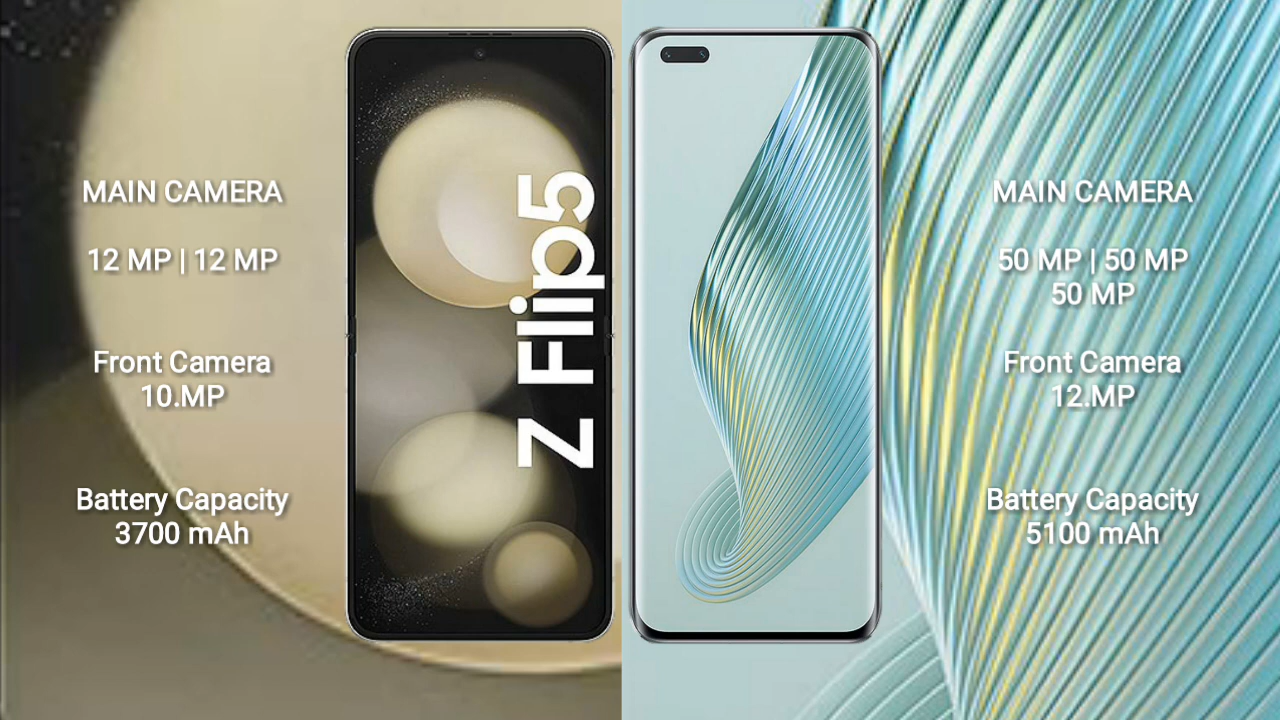 MAIN CAMERA
12 MP | 12 MP
Front Camera
10.MP
Battery Capacity
3700 mAh
Z Flip5
MAIN CAMERA
50 MP | 50 MP
50 MP
Front Camera
12.MP
Battery Capacity
5100 mAh